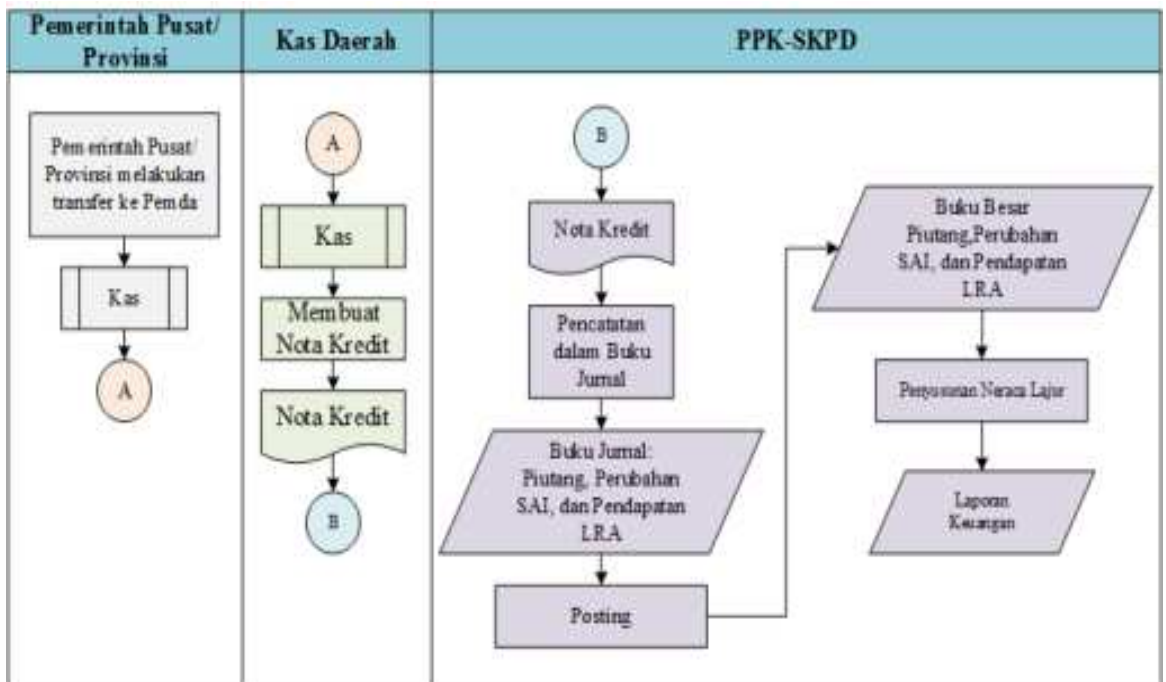 Pemerintah Pusat/
Provinsi
Kas Daerah
PPK-SKPD
Pemerintah Pusat/
Provinsi melakukan
transfer ke Pemda
Kas
A
A
Kas
Membuat
Nota Kredit
Nota Kredit
B
B
Nota Kredit
Pencatatan
dalam Buku
Jurnal
Buku Jurnal:
Piutang, Perubahan
SAI, dan Pendapatan
LRA
Posting
Buku Besar
Piutang,Perubahan
SAI, dan Pendapatan
LRA
Penyusunan Neraca Lajur
Laporan
Keuangan